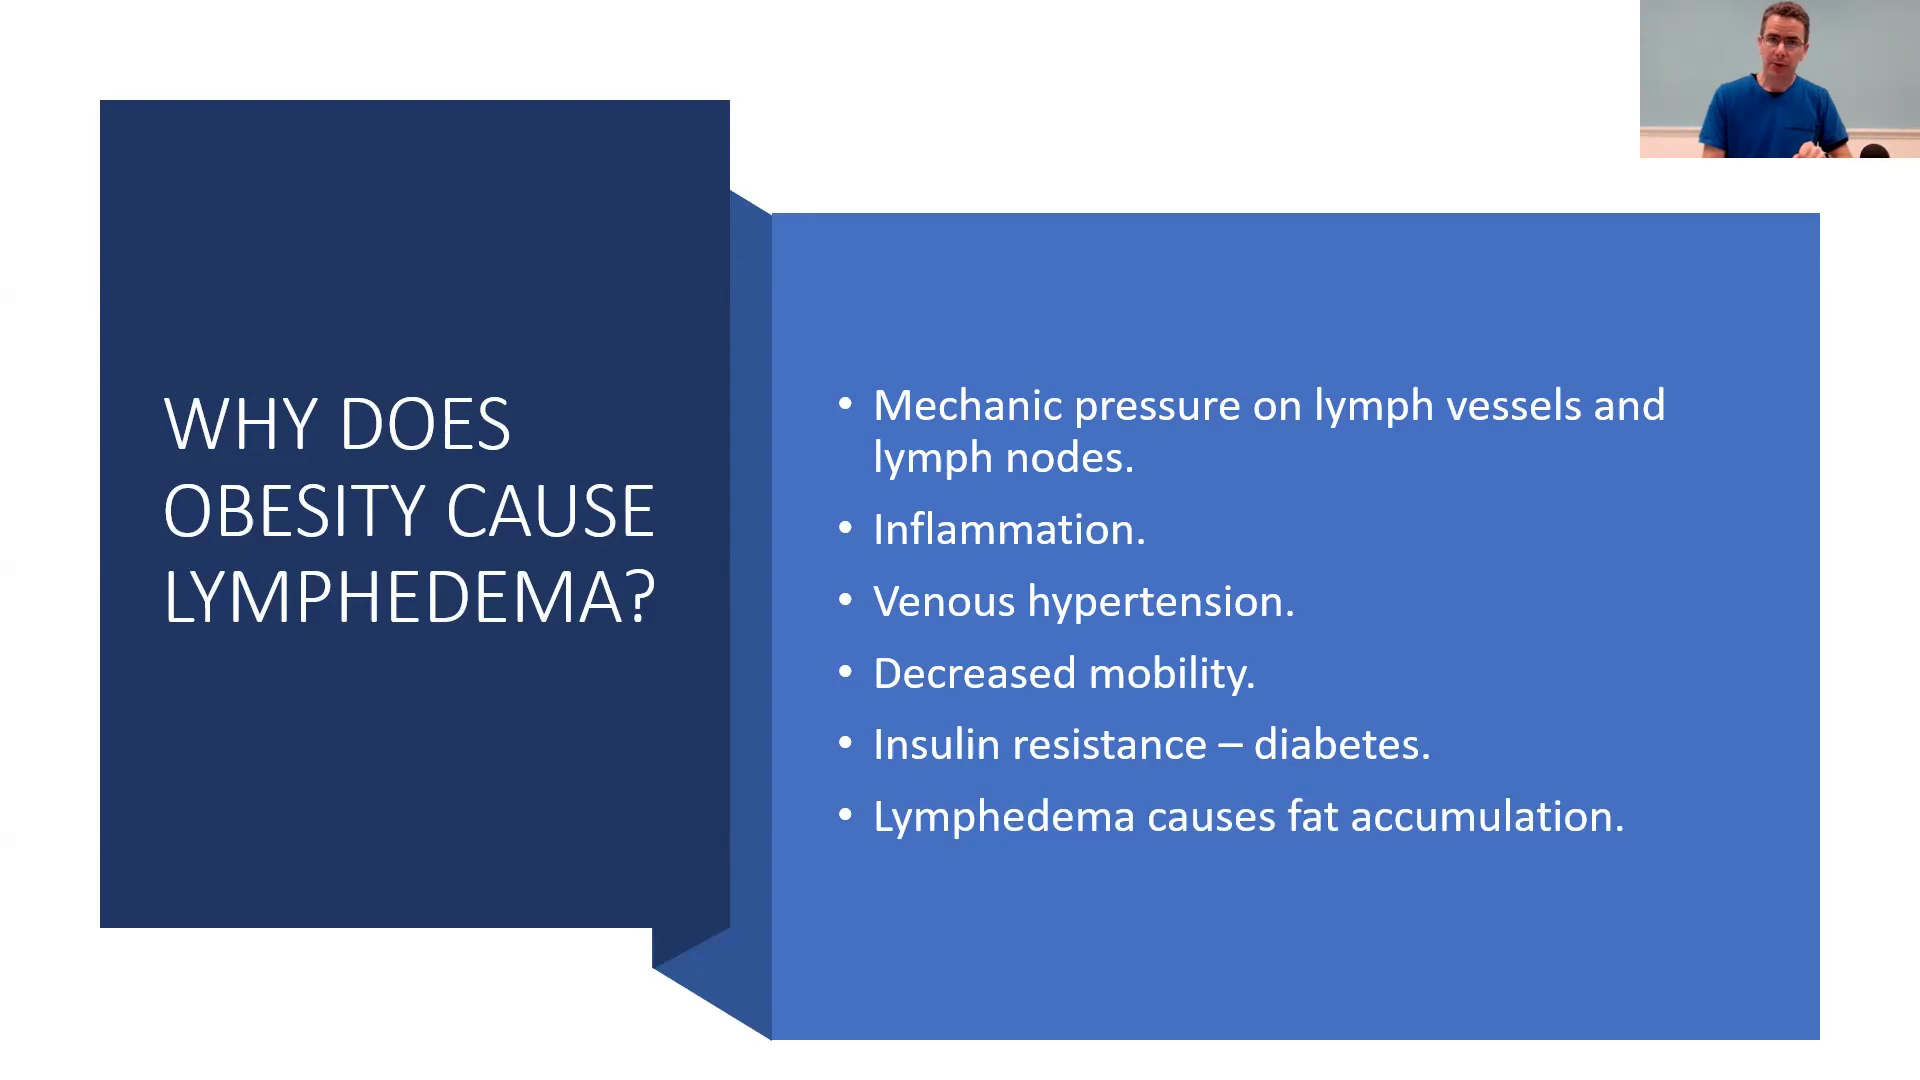 WHY DOES
OBESITY CAUSE
LYMPHEDEMA?
• Mechanic pressure on lymph vessels and
lymph nodes.
• Inflammation.
• Venous hypertension.
• Decreased mobility.
• Insulin resistance – diabetes.
• Lymphedema causes fat accumulation.